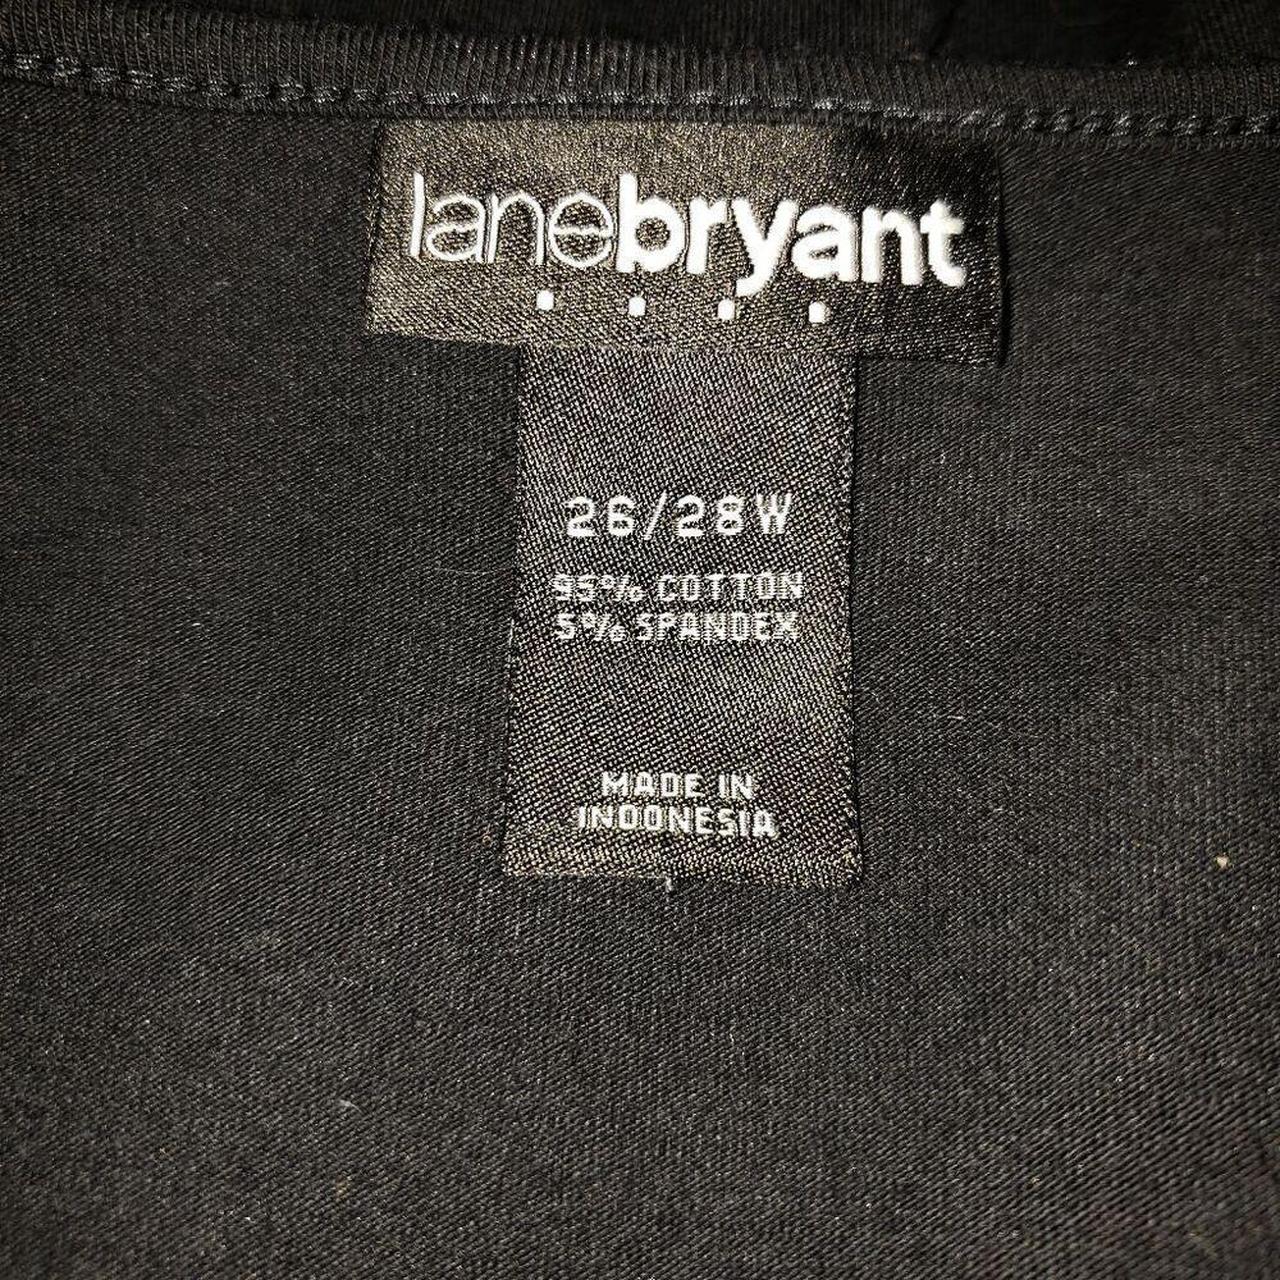 lanebryant
26/28W
95% COTTON
5% SPANDEX
MADE IN
INDONESIA